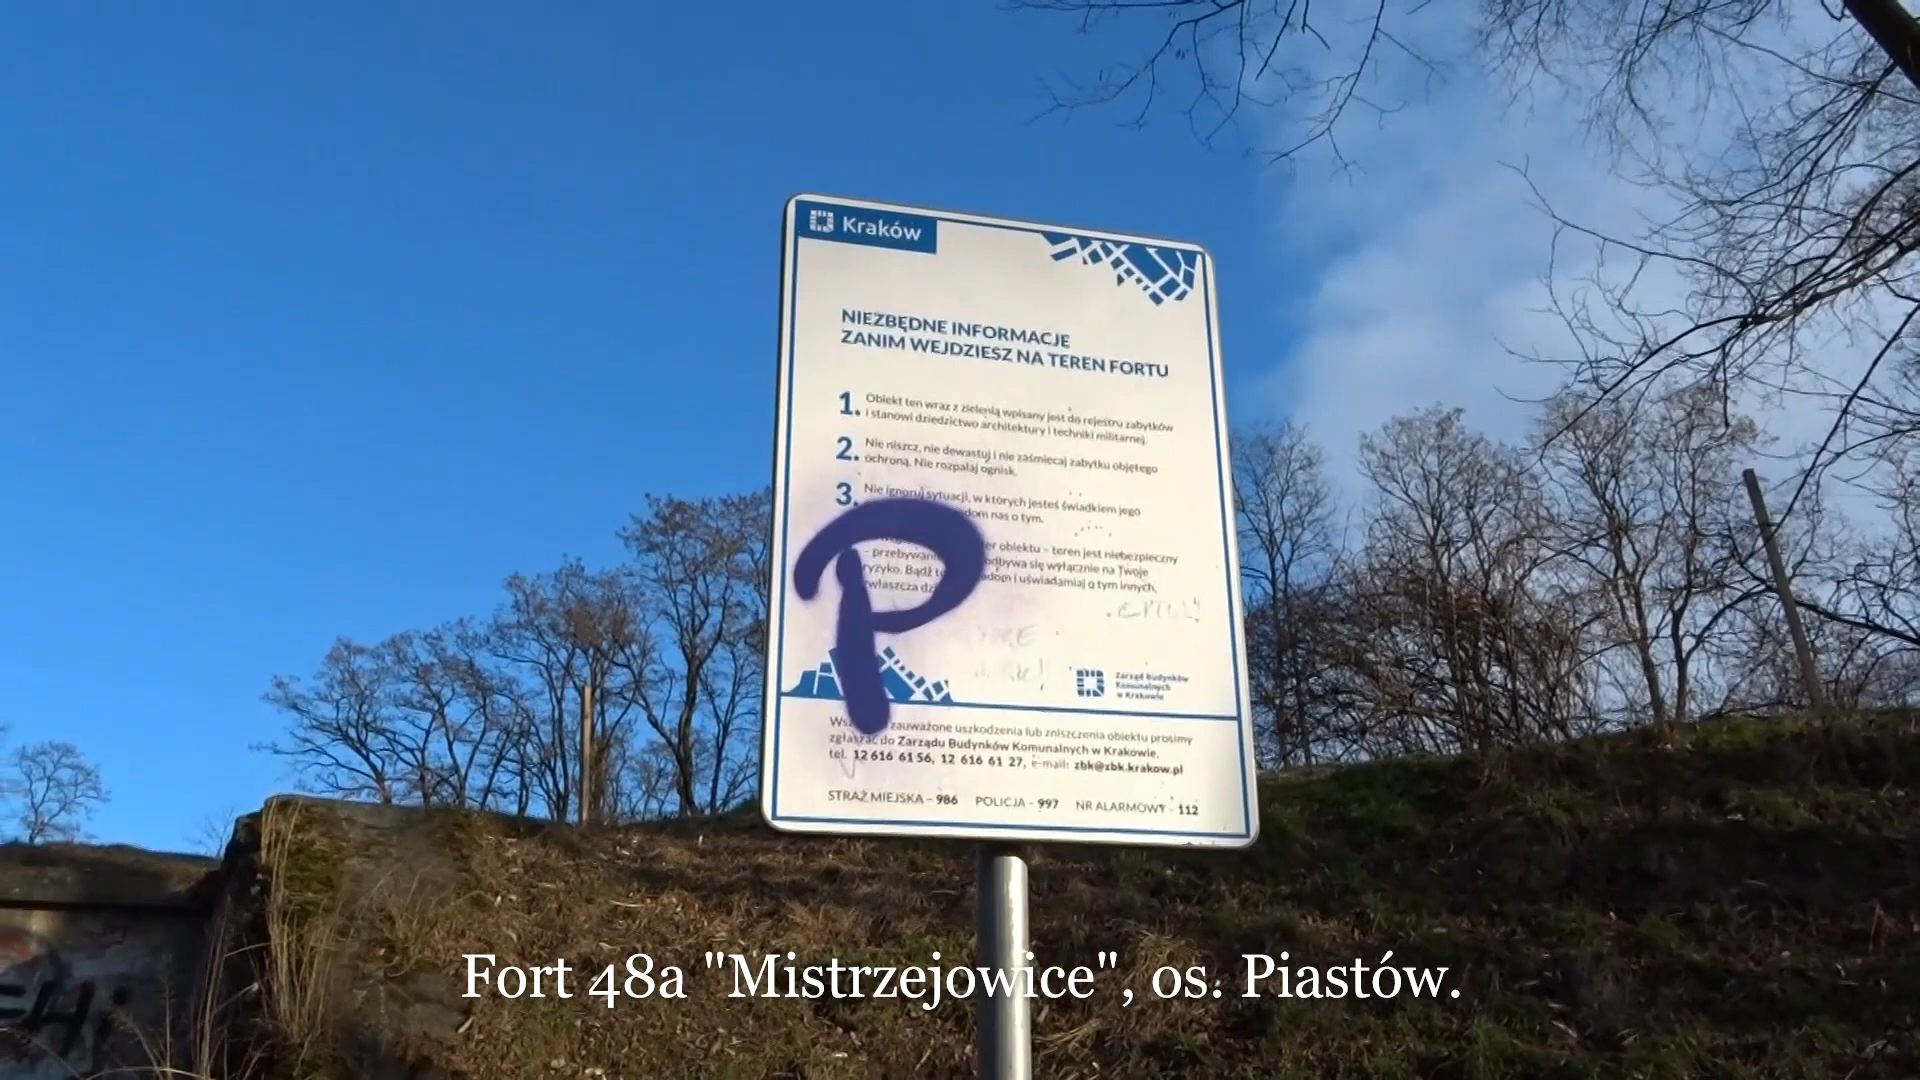 Kraków
NIEZBĘDNE INFORMACJE
ZANIM WEJDZIESZ NA TEREN FORTU
1. Obiekt ten wraz z zielenią wpisany jest do rejestru zabytków
i stanowi dziedzictwo architektury i techniki militarnej.
2. Nie niszcz, nie dewastuj i nie zaśmiecaj zabytku objętego
ochroną. Nie rozpalaj ognisk.
3. Nie ignoruj sytuacji, w których jesteś świadkiem jego
nas o tym.
obiektu – teren jest niebezpieczny
– odbywa się wyłącznie na Twoje
ryzyko. Bądź i uświadamiaj o tym innych,
zwłaszcza
P
Zarząd Budynków
Komunalnych
w Krakowie
zauważone uszkodzenia lub zniszczenia obiektu prosimy
zgłaszać do Zarządu Budynków Komunalnych w Krakowie,
tel. 12 616 61 56, 12 616 61 27, e-mail: zbk@zbk.krakow.pl
STRAŻ MIEJSKA – 986 POLICJA – 997 NR ALARMOWY – 112
Fort 48a "Mistrzejowice", os. Piastów.